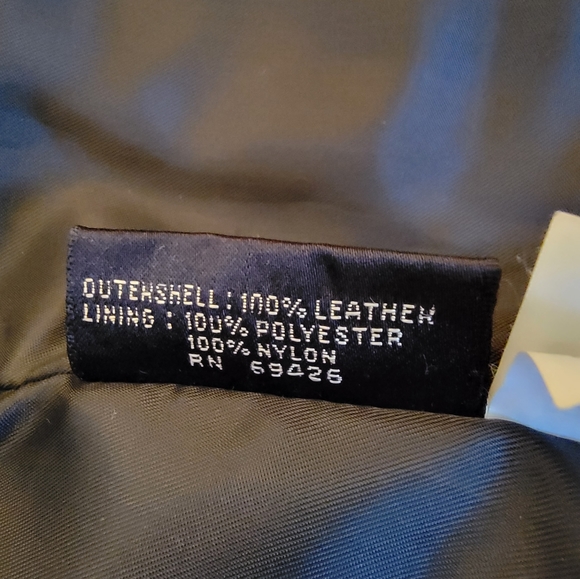 OUTERSHELL : 100% LEATHER
LINING : 100% POLYESTER
100% NYLON
RN 69426